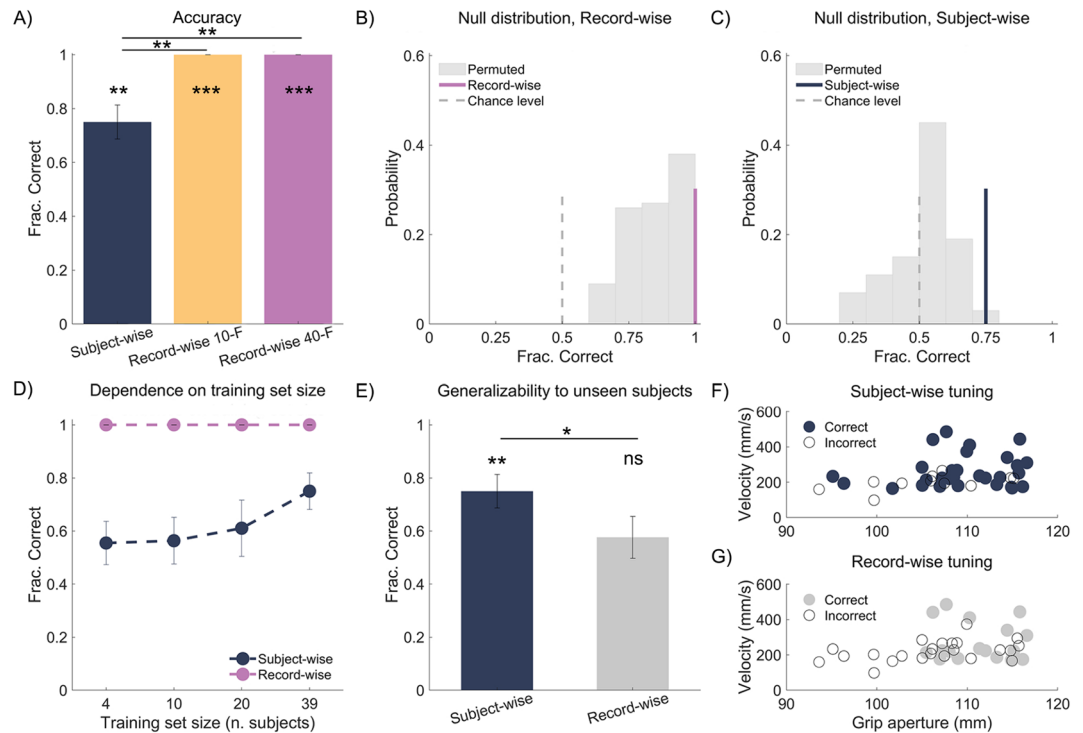 A)
Accuracy
**
**
**
***
***
1
0.8
0.6
0.4
0.2
0
Frac. Correct
Subject-wise
Record-wise 10-F
Record-wise 40-F
B)
Null distribution, Record-wise
Permuted
Record-wise
Chance level
0.6
0.4
0.2
0
Probability
0
0.25
0.5
0.75
1
Frac. Correct
C)
Null distribution, Subject-wise
Permuted
Subject-wise
Chance level
0.6
0.4
0.2
0
Probability
0
0.25
0.5
0.75
1
Frac. Correct
D)
Dependence on training set size
1
0.8
0.6
0.4
0.2
0
Frac. Correct
Subject-wise
Record-wise
4
10
20
39
Training set size (n. subjects)
E)
Generalizability to unseen subjects
*
**
ns
1
0.8
0.6
0.4
0.2
0
Frac. Correct
Subject-wise
Record-wise
F)
Subject-wise tuning
Correct
Incorrect
600
400
200
0
Velocity (mm/s)
90
100
110
120
G)
Record-wise tuning
Correct
Incorrect
600
400
200
0
Velocity (mm/s)
90
100
110
120
Grip aperture (mm)